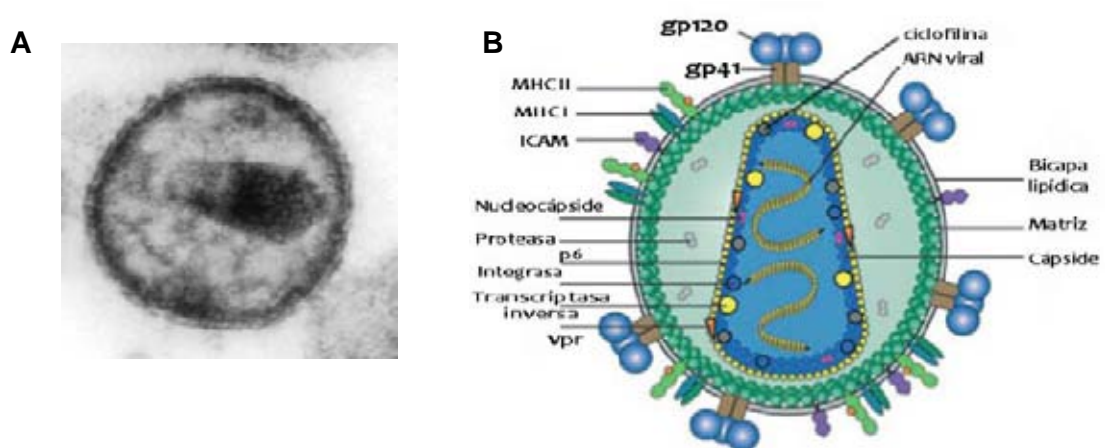 A
B
gp120
gp41
ciclofilina
ARN viral
MHCII
MHCI
ICAM
Nucleocápside
Proteasa
p6
Integrasa
Transcriptasa
inversa
vpr
Bicapa
lipídica
Matriz
Cápside